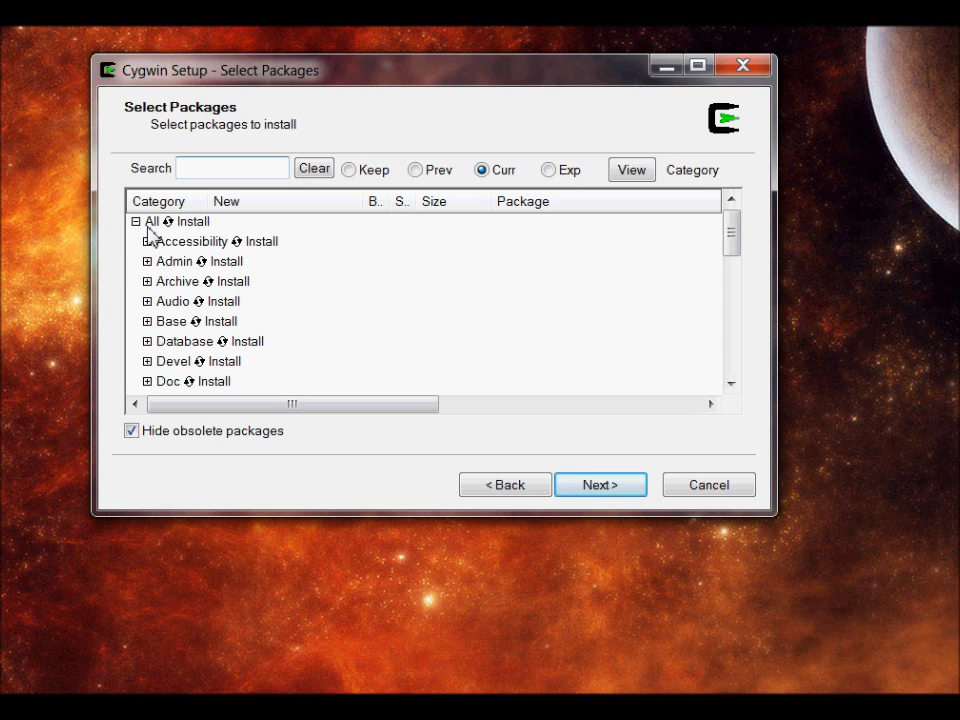 Cygwin Setup - Select Packages
Select Packages
Select packages to install
Search Clear Keep Prev Curr Exp View Category
Category New B.. S.. Size Package
All Install
Accessibility Install
Admin Install
Archive Install
Audio Install
Base Install
Database Install
Devel Install
Doc Install
Hide obsolete packages
< Back Next > Cancel